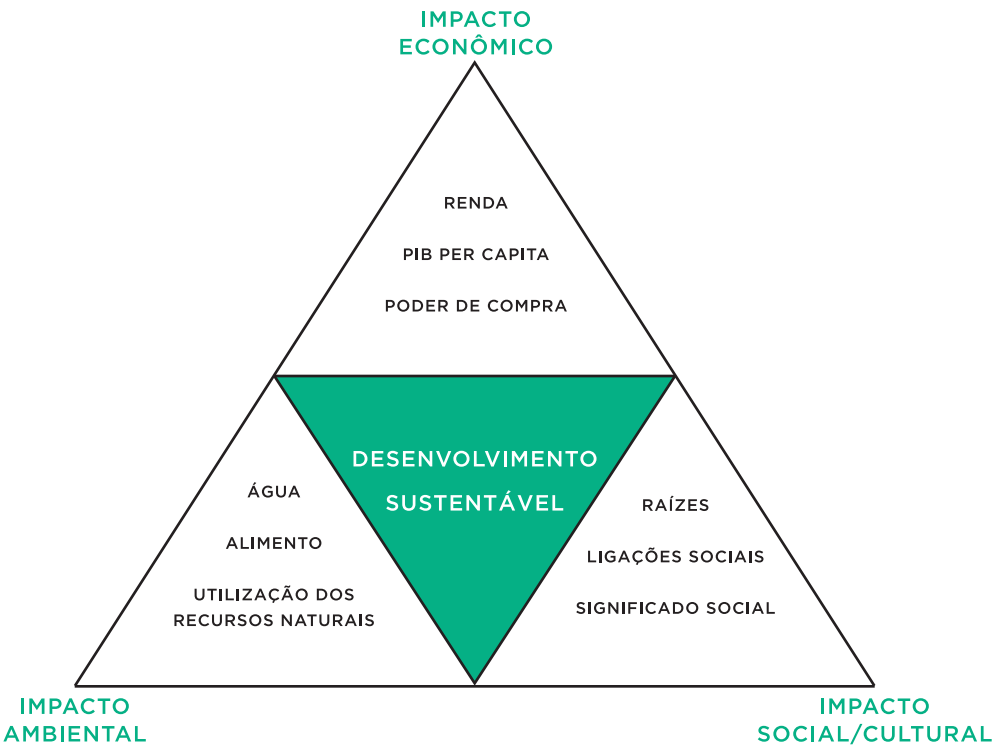 IMPACTO
ECONÔMICO
RENDA
PIB PER CAPITA
PODER DE COMPRA
DESENVOLVIMENTO
SUSTENTÁVEL
ÁGUA
ALIMENTO
UTILIZAÇÃO DOS
RECURSOS NATURAIS
RAÍZES
LIGAÇÕES SOCIAIS
SIGNIFICADO SOCIAL
IMPACTO
AMBIENTAL
IMPACTO
SOCIAL/CULTURAL